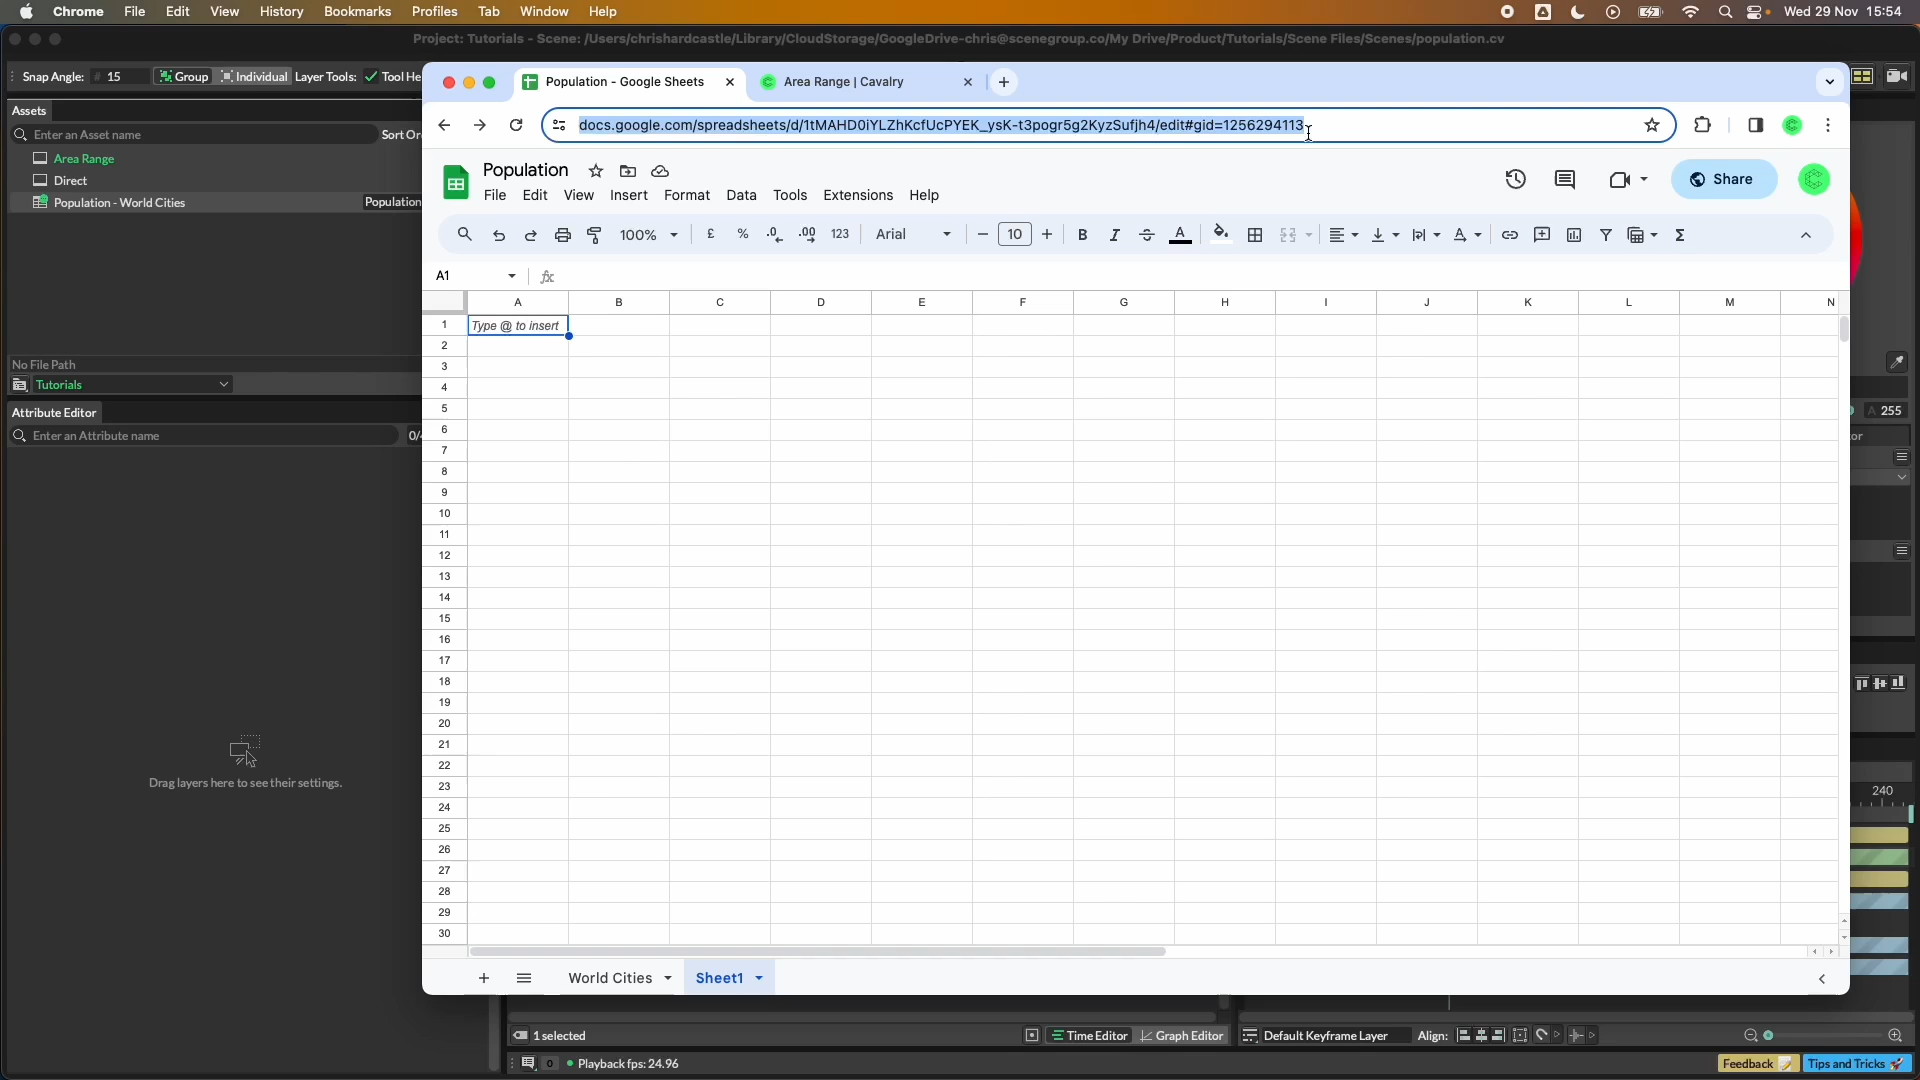 Chrome File Edit View History Bookmarks Profiles Tab Window Help Wed 29 Nov 15:54
Project: Tutorials - Scene: /Users/chrishardcastle/Library/CloudStorage/GoogleDrive-chris@scenegroup.co/My Drive/Product/Tutorials/Scene Files/Scenes/population.cv
Snap Angle: # 15 Group Individual Layer Tools: Tool He
Population - Google Sheets Area Range | Cavalry
Assets
Enter an Asset name Sort Or
docs.google.com/spreadsheets/d/1tMAHD0iYLZhKcfUcPYEK_ysK-t3pogr5g2KyzSufjh4/edit#gid=1256294113
Area Range
Direct
Population - World Cities Population
Population
File Edit View Insert Format Data Tools Extensions Help
Share
100% £ % .0 .00 123 Arial 10 B I A
A1 fx
A B C D E F G H I J K L M N
1 Type @ to insert
2
3
4
5
6
7
8
9
10
11
12
13
14
15
16
17
18
19
20
21
22
23
24
25
26
27
28
29
30
No File Path
Tutorials
Attribute Editor
Enter an Attribute name 0/
Drag layers here to see their settings.
A 255
or
240
World Cities Sheet1
1 selected Time Editor Graph Editor Default Keyframe Layer Align:
0 Playback fps: 24.96 Feedback Tips and Tricks